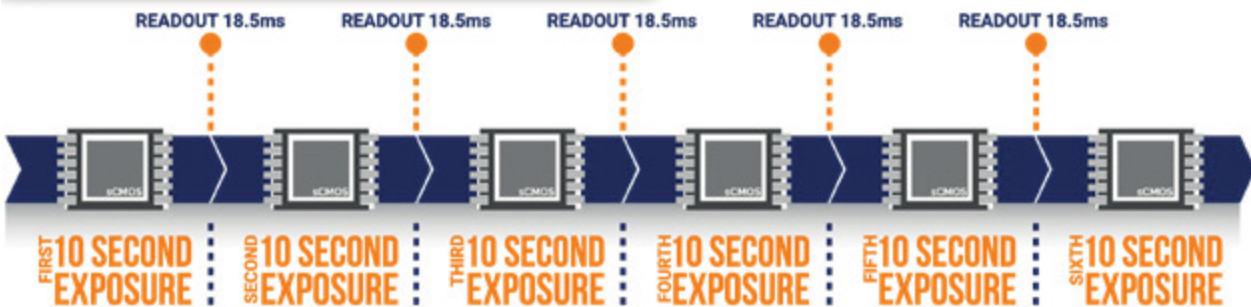 READOUT 18.5ms
READOUT 18.5ms
READOUT 18.5ms
READOUT 18.5ms
READOUT 18.5ms
sCMOS
sCMOS
sCMOS
sCMOS
sCMOS
sCMOS
FIRST
10 SECOND
EXPOSURE
SECOND
10 SECOND
EXPOSURE
THIRD
10 SECOND
EXPOSURE
FOURTH
10 SECOND
EXPOSURE
FIFTH
10 SECOND
EXPOSURE
SIXTH
10 SECOND
EXPOSURE